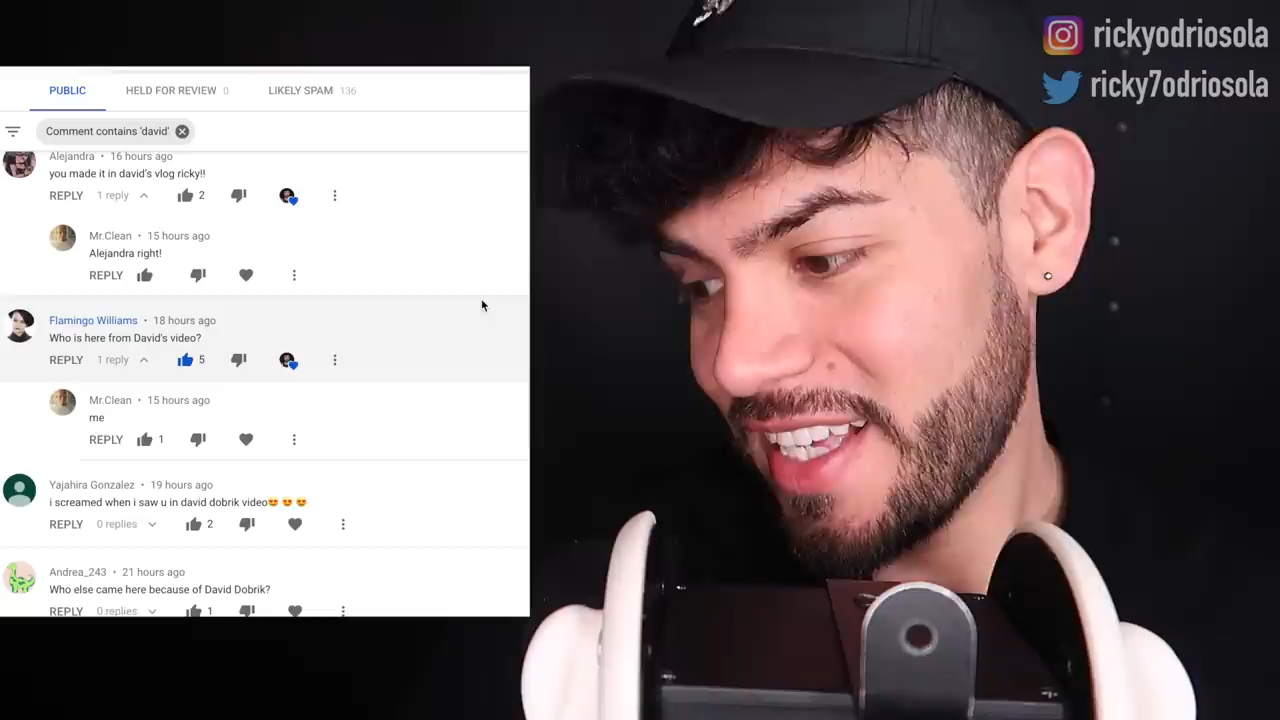 rickyodriosola
ricky7odriosola
PUBLIC HELD FOR REVIEW 0 LIKELY SPAM 136
Comment contains 'david'
Alejandra • 16 hours ago
you made it in david's vlog ricky!!
REPLY 1 reply 2
Mr.Clean • 15 hours ago
Alejandra right!
REPLY
Flamingo Williams • 18 hours ago
Who is here from David's video?
REPLY 1 reply 5
Mr.Clean • 15 hours ago
me
REPLY 1
Yajahira Gonzalez • 19 hours ago
i screamed when i saw u in david dobrik video😍 😍 😍
REPLY 0 replies 2
Andrea_243 • 21 hours ago
Who else came here because of David Dobrik?
REPLY 0 replies 1